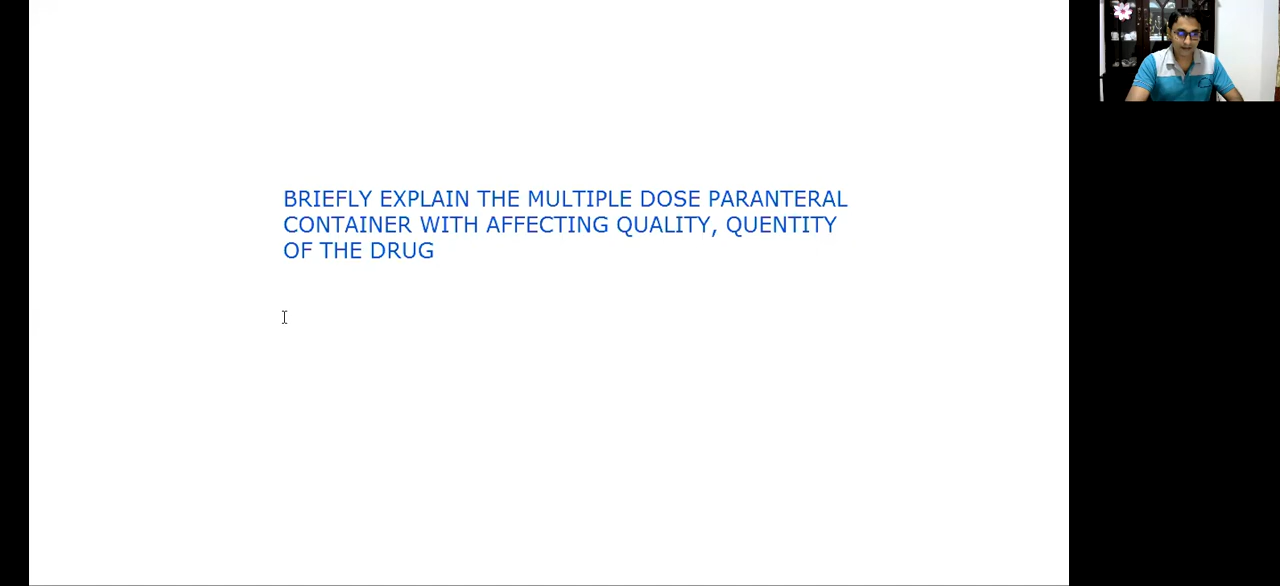 BRIEFLY EXPLAIN THE MULTIPLE DOSE PARANTERAL
CONTAINER WITH AFFECTING QUALITY, QUENTITY
OF THE DRUG